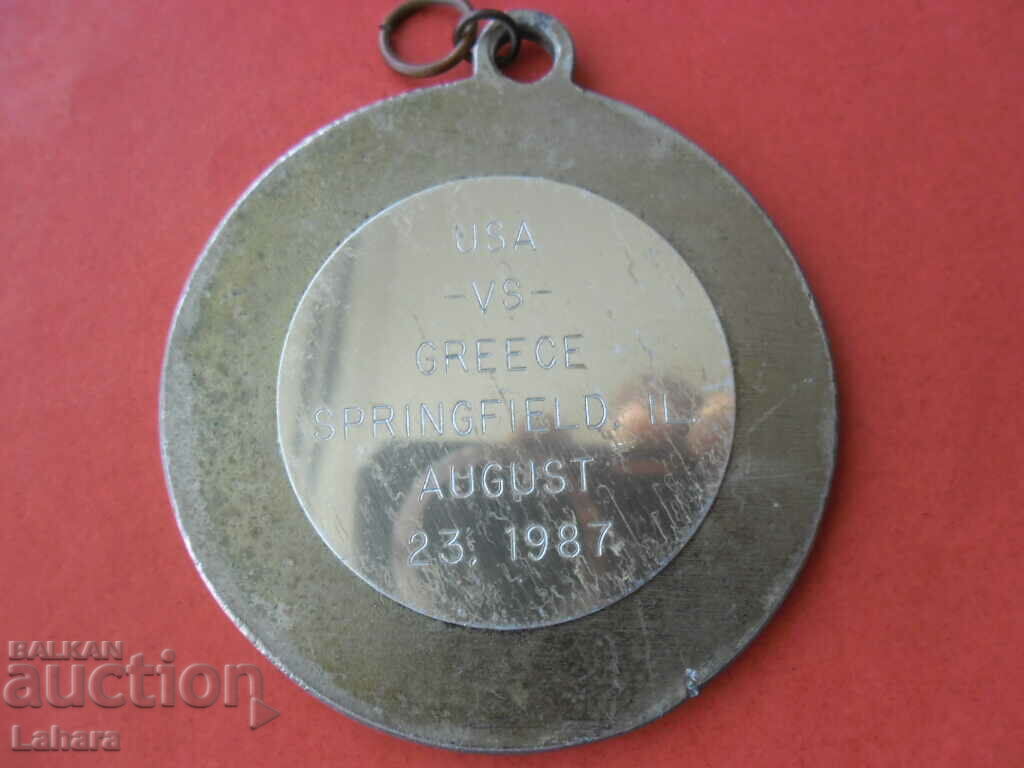 USA
-VS-
GREECE
SPRINGFIELD, IL.
AUGUST
23, 1987
BALKAN
auction
Lahara